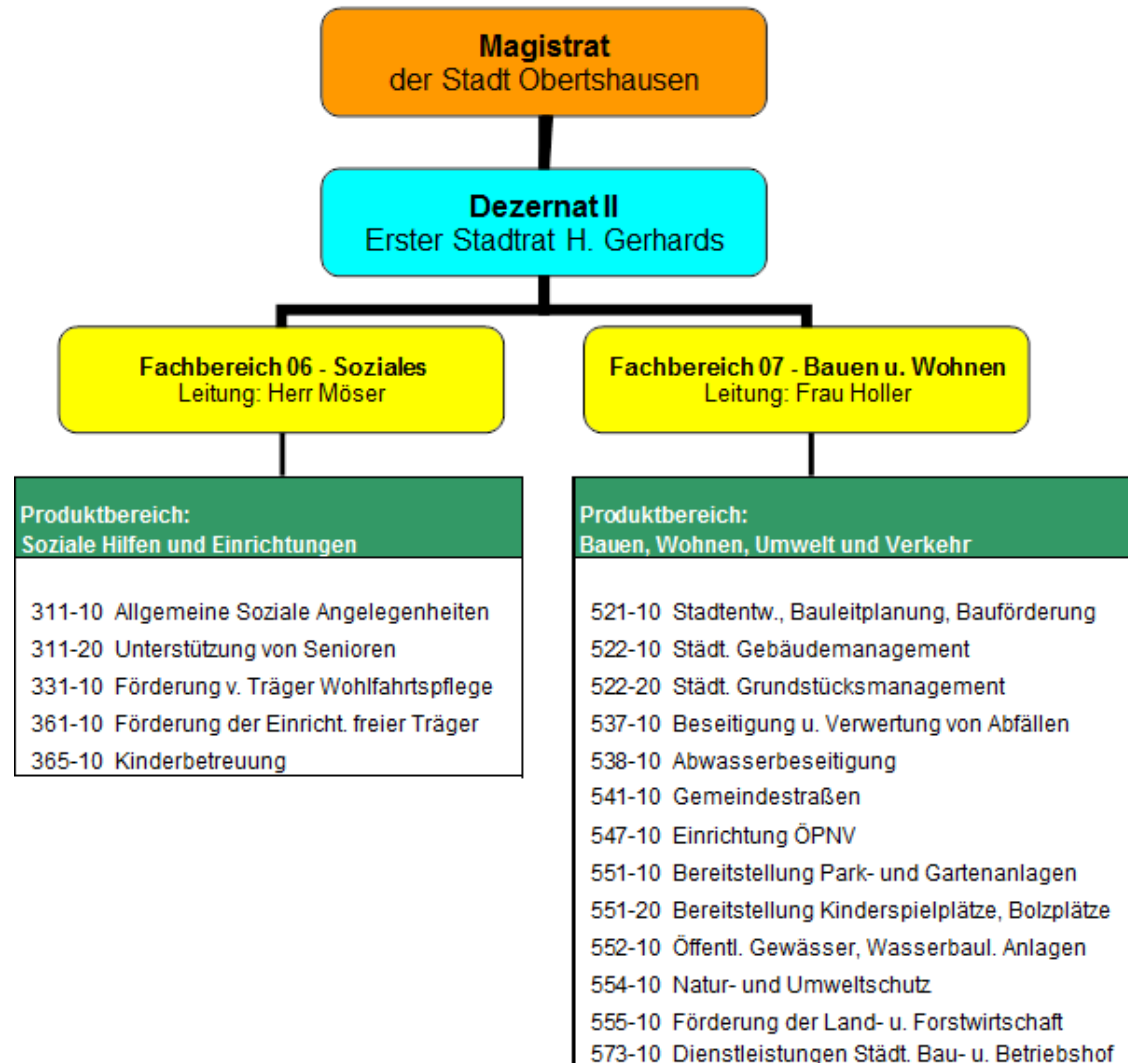 Magistrat
der Stadt Obertshausen
Dezernat II
Erster Stadtrat H. Gerhards
Fachbereich 06 - Soziales
Leitung: Herr Möser
Fachbereich 07 - Bauen u. Wohnen
Leitung: Frau Holler
Produktbereich:
Soziale Hilfen und Einrichtungen
311-10 Allgemeine Soziale Angelegenheiten
311-20 Unterstützung von Senioren
331-10 Förderung v. Träger Wohlfahrtspflege
361-10 Förderung der Einricht. freier Träger
365-10 Kinderbetreuung
Produktbereich:
Bauen, Wohnen, Umwelt und Verkehr
521-10 Stadtentw., Bauleitplanung, Bauförderung
522-10 Städt. Gebäudemanagement
522-20 Städt. Grundstücksmanagement
537-10 Beseitigung u. Verwertung von Abfällen
538-10 Abwasserbeseitigung
541-10 Gemeindestraßen
547-10 Einrichtung ÖPNV
551-10 Bereitstellung Park- und Gartenanlagen
551-20 Bereitstellung Kinderspielplätze, Bolzplätze
552-10 Öffentl. Gewässer, Wasserbaul. Anlagen
554-10 Natur- und Umweltschutz
555-10 Förderung der Land- u. Forstwirtschaft
573-10 Dienstleistungen Städt. Bau- u. Betriebshof